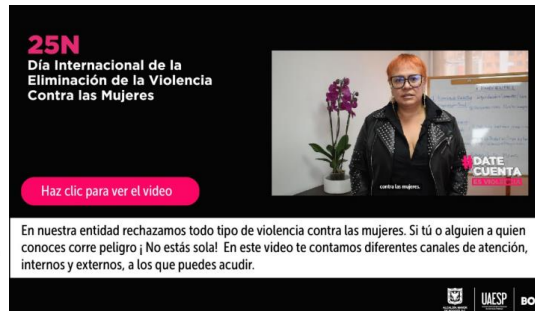 25N
Día Internacional de la
Eliminación de la Violencia
Contra las Mujeres
contra las mujeres.
#DATE
CUENTA
ES VIOLENCIA
Haz clic para ver el video
En nuestra entidad rechazamos todo tipo de violencia contra las mujeres. Si tú o alguien a quien
conoces corre peligro ¡ No estás sola! En este video te contamos diferentes canales de atención,
internos y externos, a los que puedes acudir.
UAESP
BO